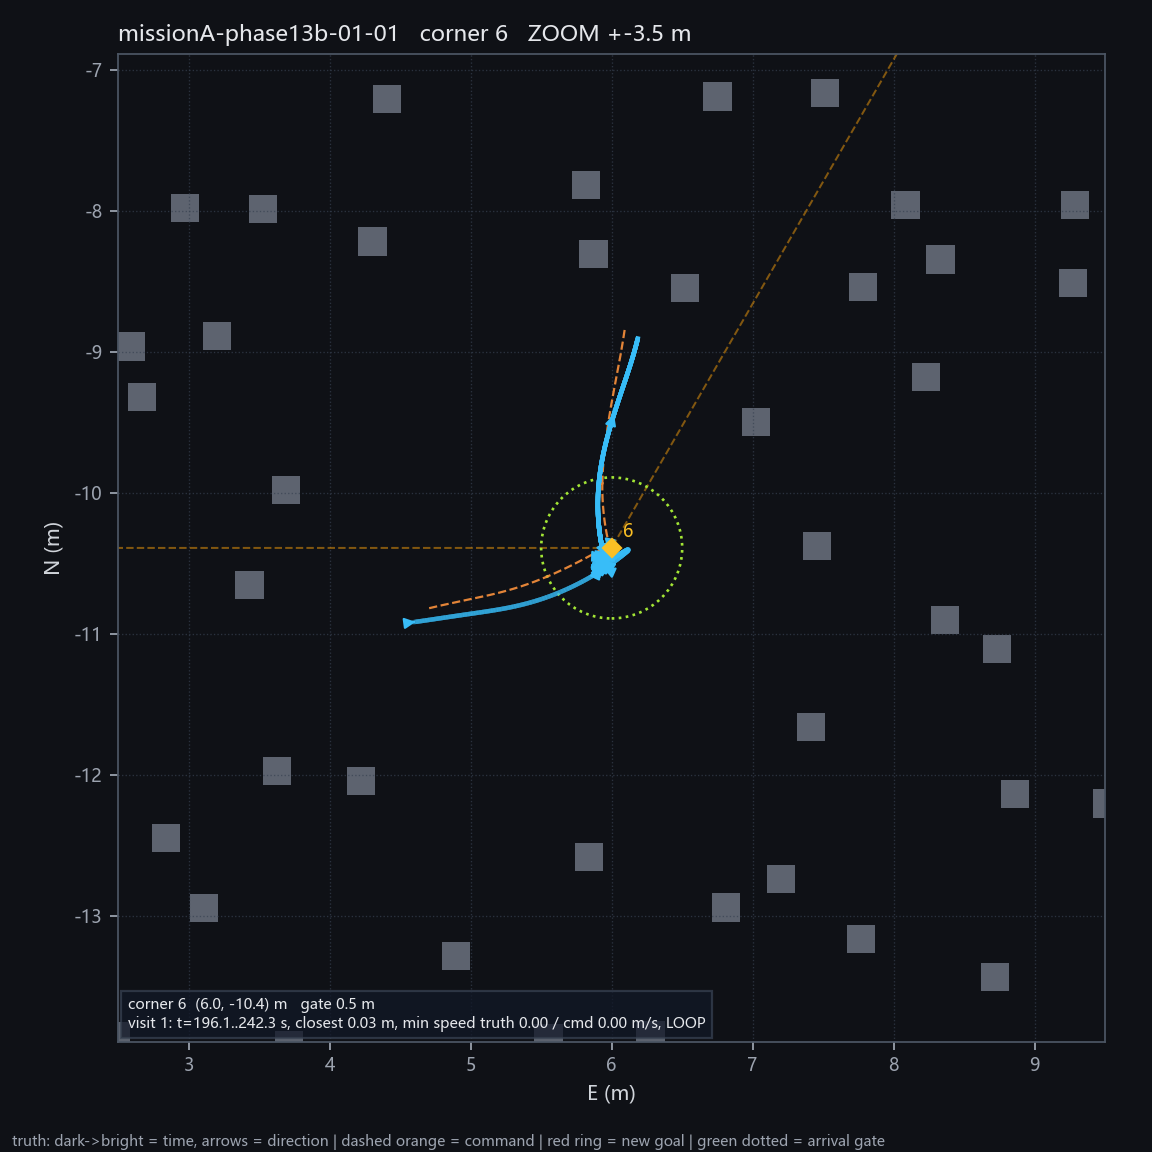 missionA-phase13b-01-01   corner 6   ZOOM +-3.5 m
-7
-8
-9
-10
-11
-12
-13
N (m)
6
corner 6  (6.0, -10.4) m   gate 0.5 m
visit 1: t=196.1..242.3 s, closest 0.03 m, min speed truth 0.00 / cmd 0.00 m/s, LOOP
3 4 5 6 7 8 9
E (m)
truth: dark->bright = time, arrows = direction | dashed orange = command | red ring = new goal | green dotted = arrival gate